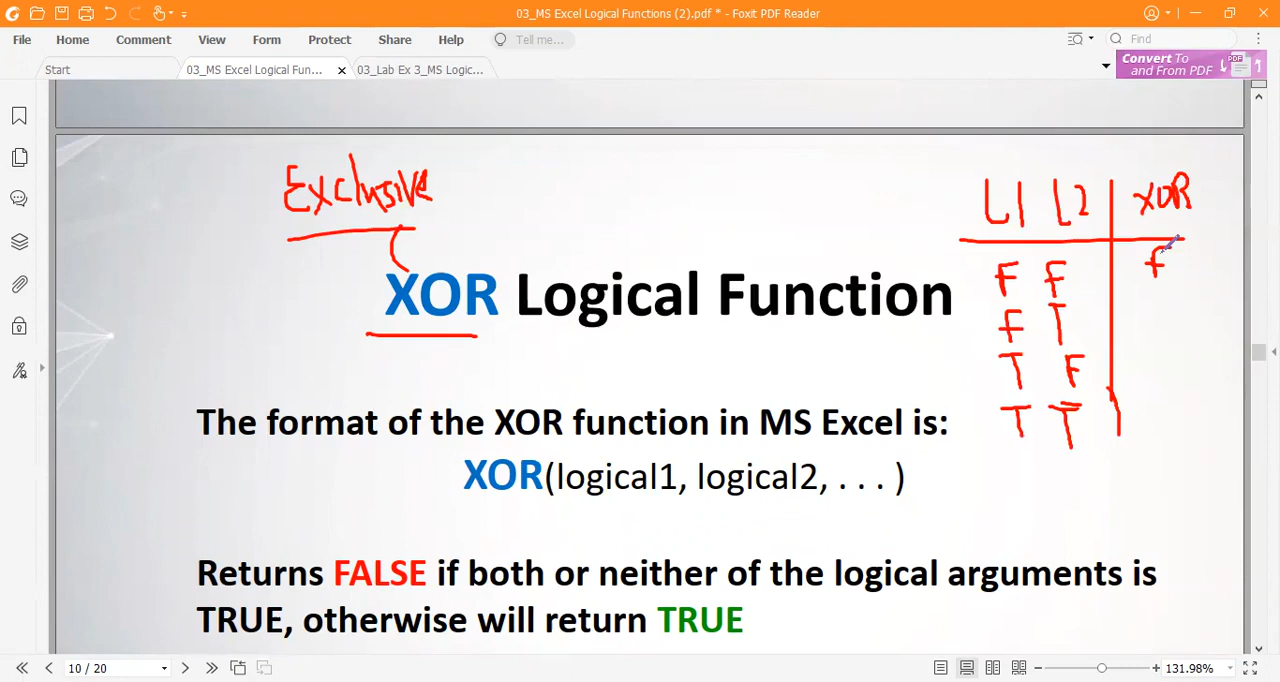 03_MS Excel Logical Functions (2).pdf * - Foxit PDF Reader
File Home Comment View Form Protect Share Help Tell me... Find
Start 03_MS Excel Logical Fun... 03_Lab Ex 3_MS Logic... Convert To and From PDF PDF
Exclusive
L1 L2 XOR
F F F
F T
T F
T T
XOR Logical Function
The format of the XOR function in MS Excel is:
XOR(logical1, logical2, . . . )
Returns FALSE if both or neither of the logical arguments is
TRUE, otherwise will return TRUE
10 / 20 131.98%